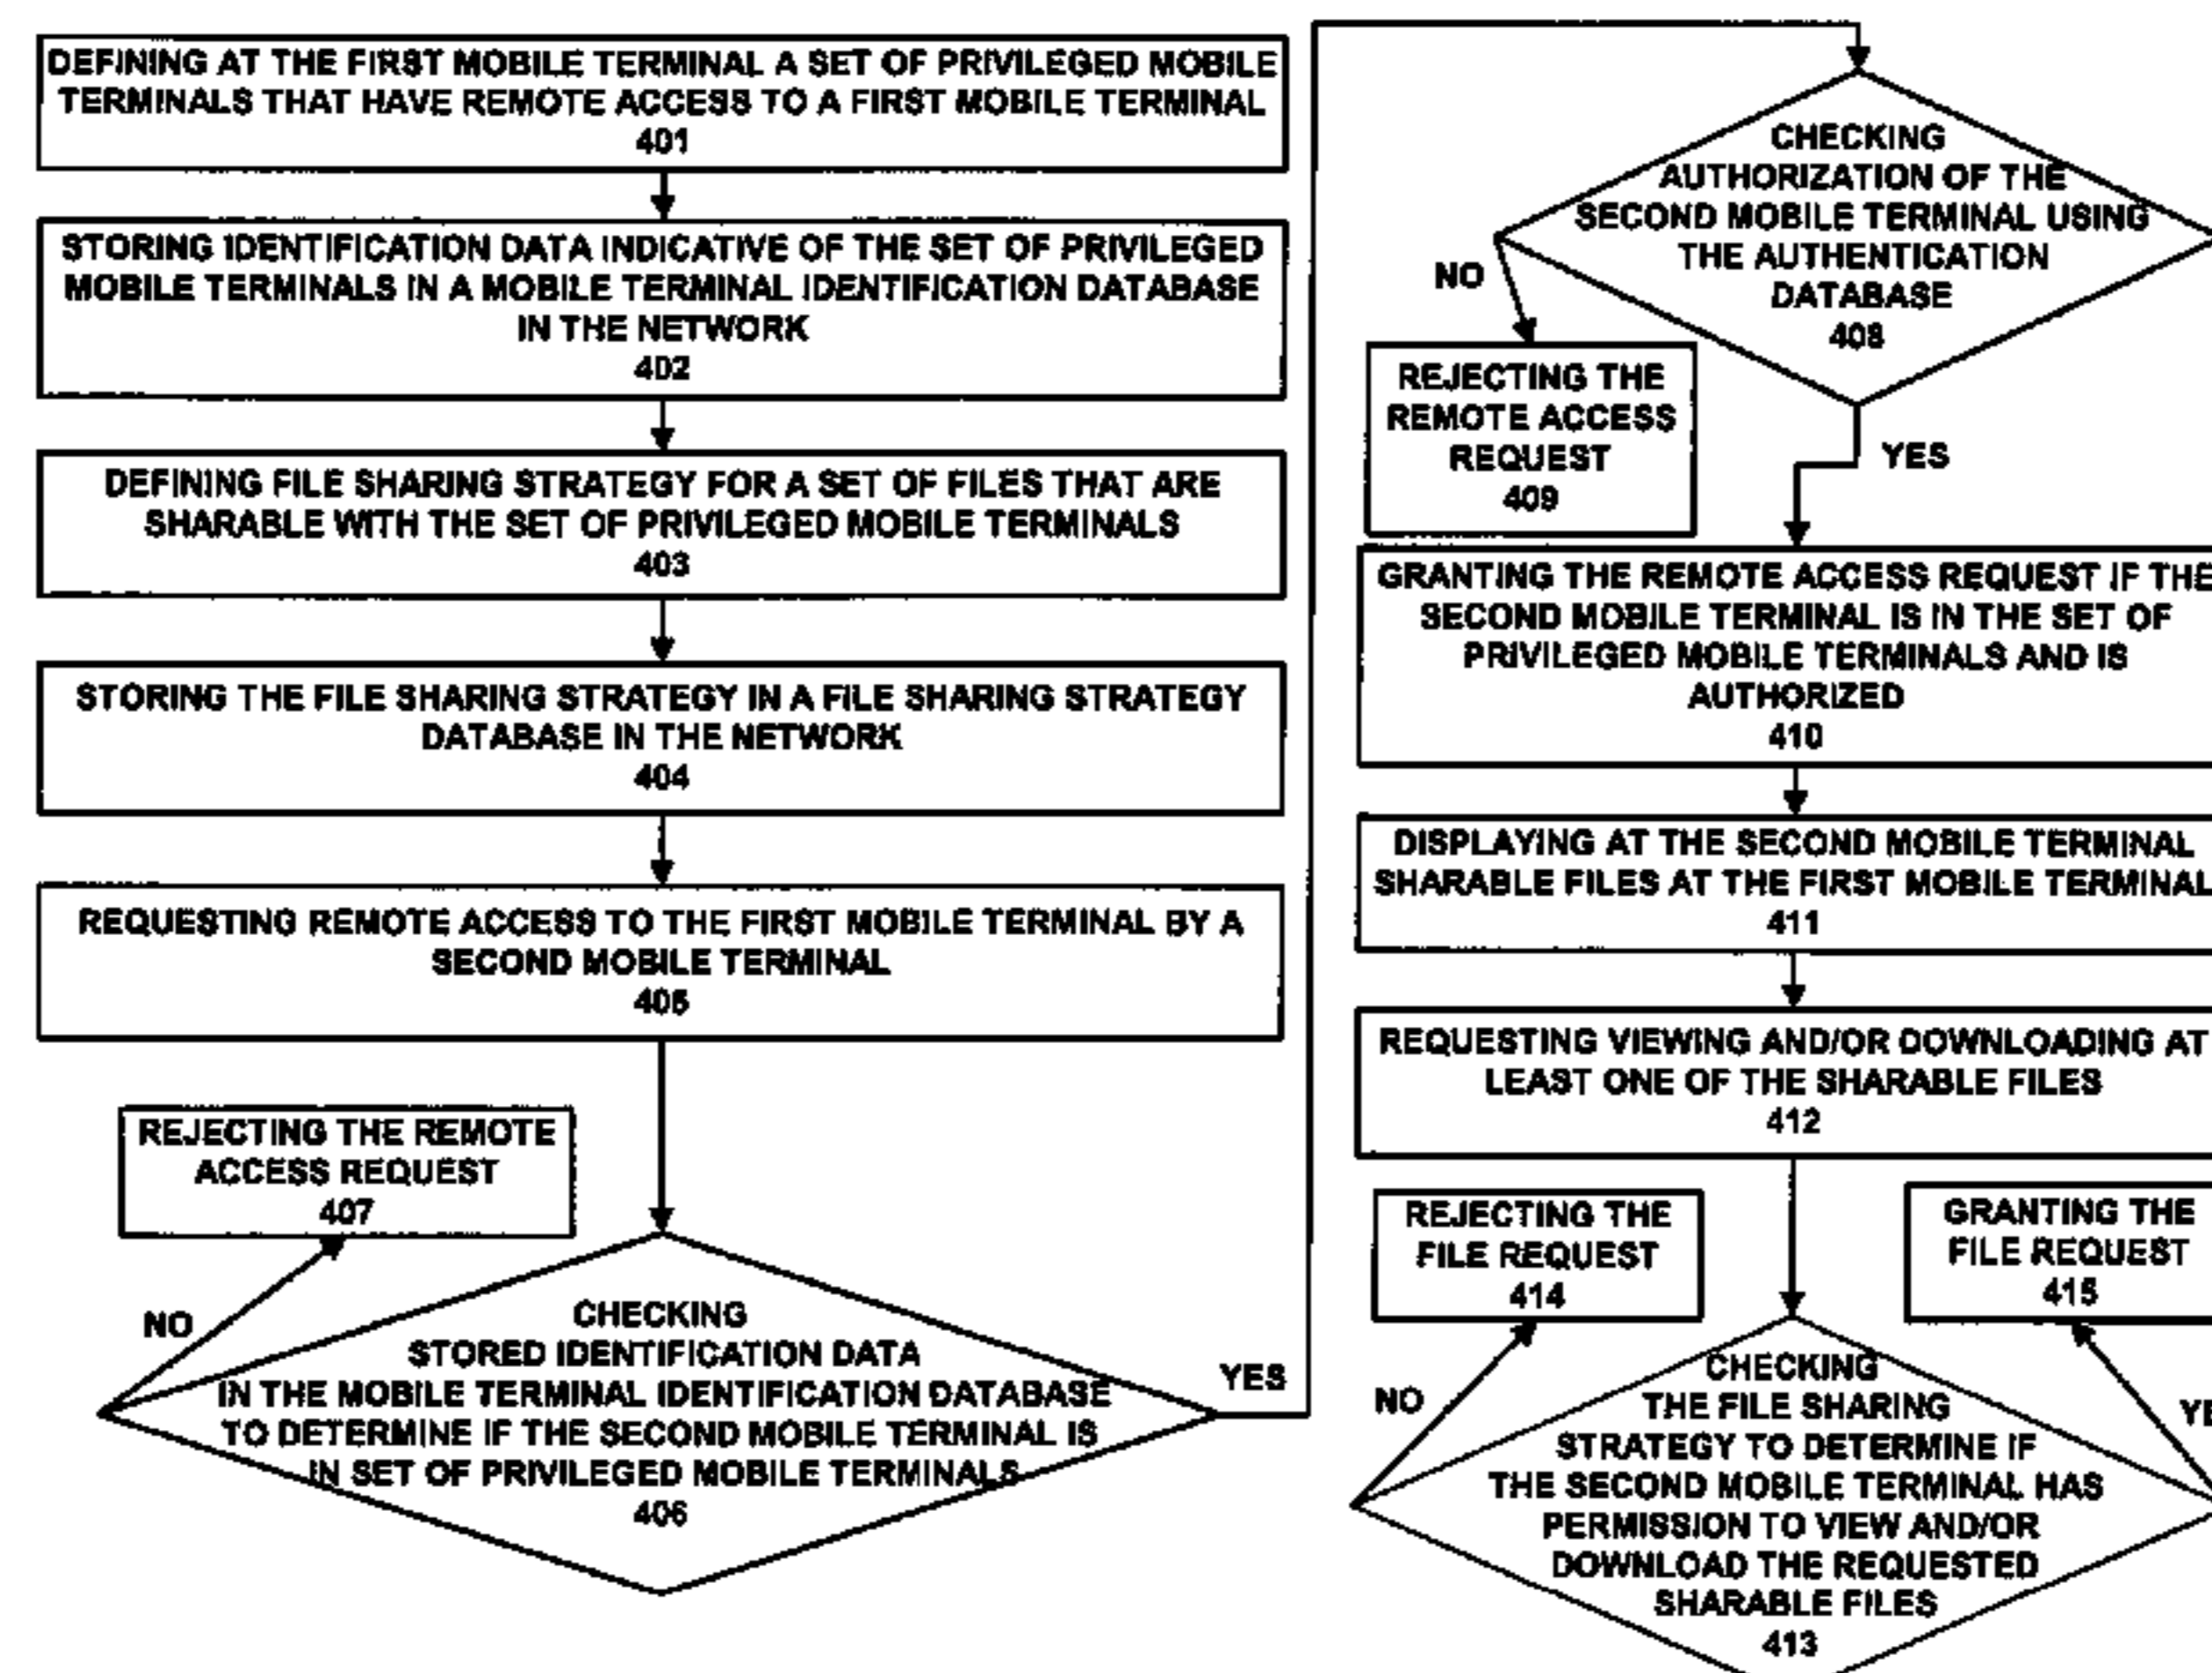 DEFINING AT THE FIRST MOBILE TERMINAL A SET OF PRIVILEGED MOBILE
TERMINALS THAT HAVE REMOTE ACCESS TO A FIRST MOBILE TERMINAL
401
STORING IDENTIFICATION DATA INDICATIVE OF THE SET OF PRIVILEGED
MOBILE TERMINALS IN A MOBILE TERMINAL IDENTIFICATION DATABASE
IN THE NETWORK
402
DEFINING FILE SHARING STRATEGY FOR A SET OF FILES THAT ARE
SHARABLE WITH THE SET OF PRIVILEGED MOBILE TERMINALS
403
STORING THE FILE SHARING STRATEGY IN A FILE SHARING STRATEGY
DATABASE IN THE NETWORK
404
REQUESTING REMOTE ACCESS TO THE FIRST MOBILE TERMINAL BY A
SECOND MOBILE TERMINAL
405
REJECTING THE REMOTE
ACCESS REQUEST
407
NO
CHECKING
STORED IDENTIFICATION DATA
IN THE MOBILE TERMINAL IDENTIFICATION DATABASE
TO DETERMINE IF THE SECOND MOBILE TERMINAL IS
IN SET OF PRIVILEGED MOBILE TERMINALS
406
YES
CHECKING
AUTHORIZATION OF THE
SECOND MOBILE TERMINAL USING
THE AUTHENTICATION
DATABASE
408
NO
REJECTING THE
REMOTE ACCESS
REQUEST
409
YES
GRANTING THE REMOTE ACCESS REQUEST IF THE
SECOND MOBILE TERMINAL IS IN THE SET OF
PRIVILEGED MOBILE TERMINALS AND IS
AUTHORIZED
410
DISPLAYING AT THE SECOND MOBILE TERMINAL
SHARABLE FILES AT THE FIRST MOBILE TERMINAL
411
REQUESTING VIEWING AND/OR DOWNLOADING AT
LEAST ONE OF THE SHARABLE FILES
412
REJECTING THE
FILE REQUEST
414
GRANTING THE
FILE REQUEST
415
NO
CHECKING
THE FILE SHARING
STRATEGY TO DETERMINE IF
THE SECOND MOBILE TERMINAL HAS
PERMISSION TO VIEW AND/OR
DOWNLOAD THE REQUESTED
SHARABLE FILES
413